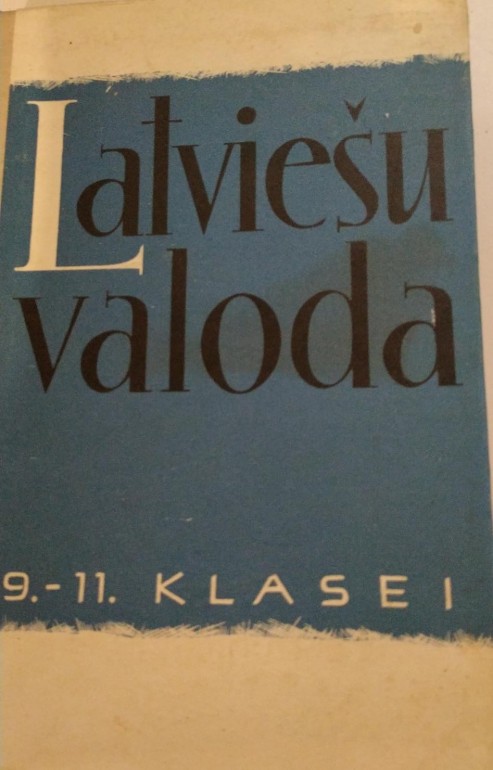 Latviešu
valoda
9.-11. KLASEI